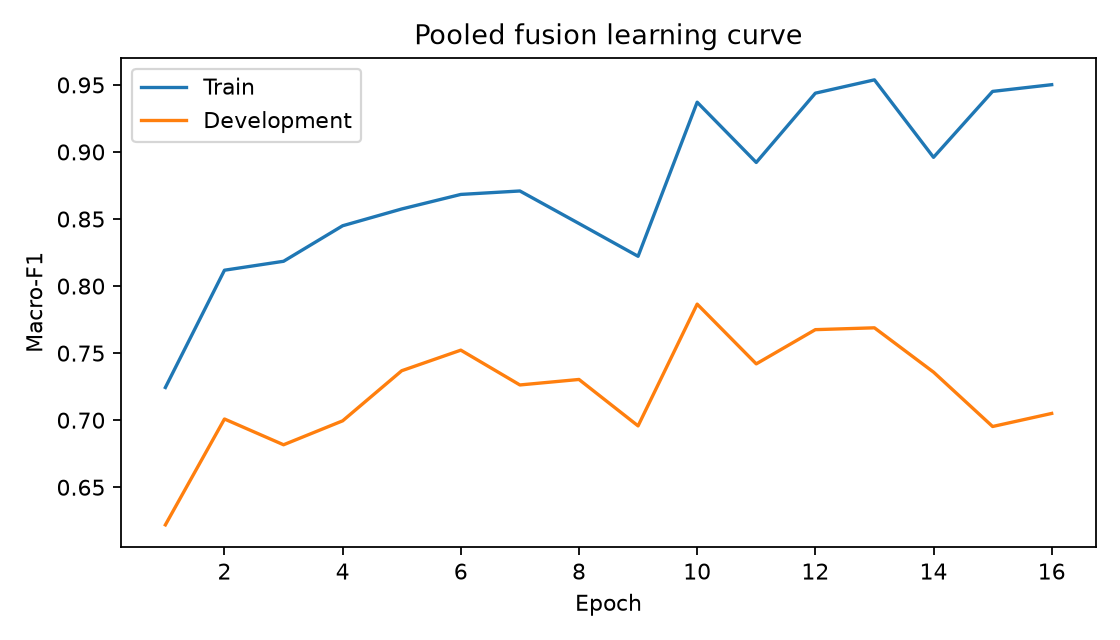 Pooled fusion learning curve
Train
Development
0.95
0.90
0.85
0.80
0.75
0.70
0.65
Macro-F1
2 4 6 8 10 12 14 16
Epoch